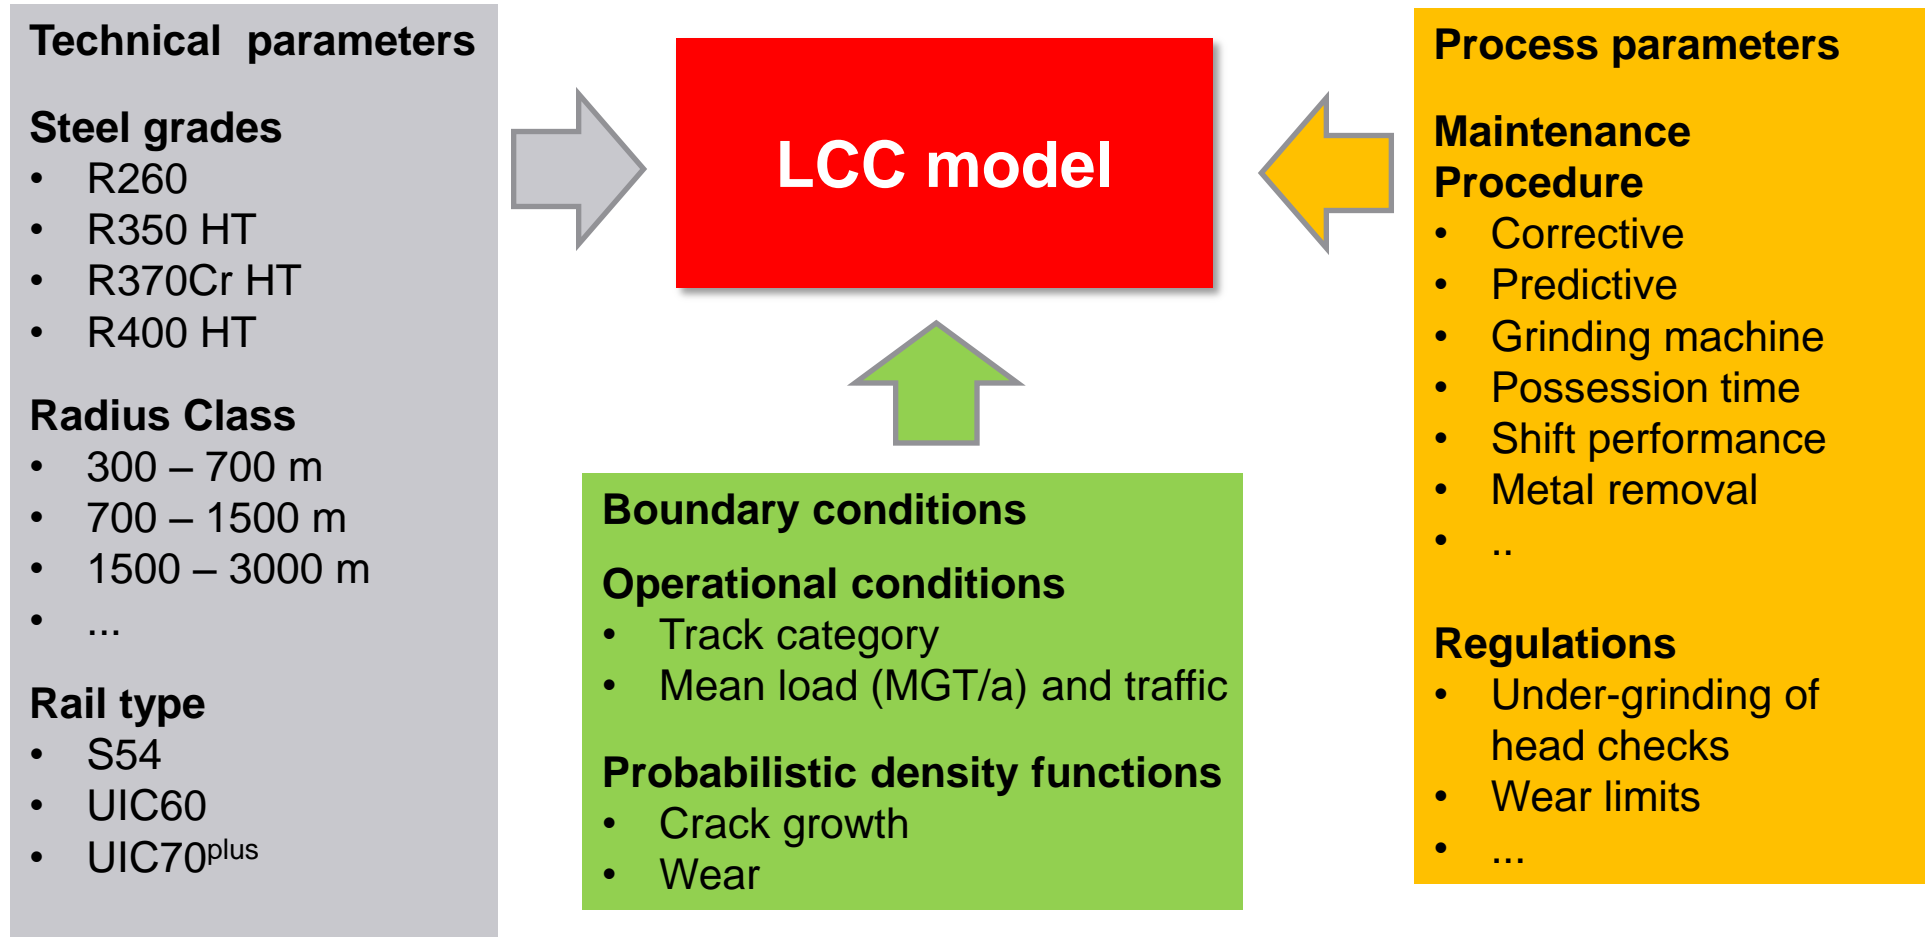 Technical parameters
Steel grades
• R260
• R350 HT
• R370Cr HT
• R400 HT
Radius Class
• 300 – 700 m
• 700 – 1500 m
• 1500 – 3000 m
• ...
Rail type
• S54
• UIC60
• UIC70plus
LCC model
Boundary conditions
Operational conditions
• Track category
• Mean load (MGT/a) and traffic
Probabilistic density functions
• Crack growth
• Wear
Process parameters
Maintenance
Procedure
• Corrective
• Predictive
• Grinding machine
• Possession time
• Shift performance
• Metal removal
• ..
Regulations
• Under-grinding of
head checks
• Wear limits
• ...